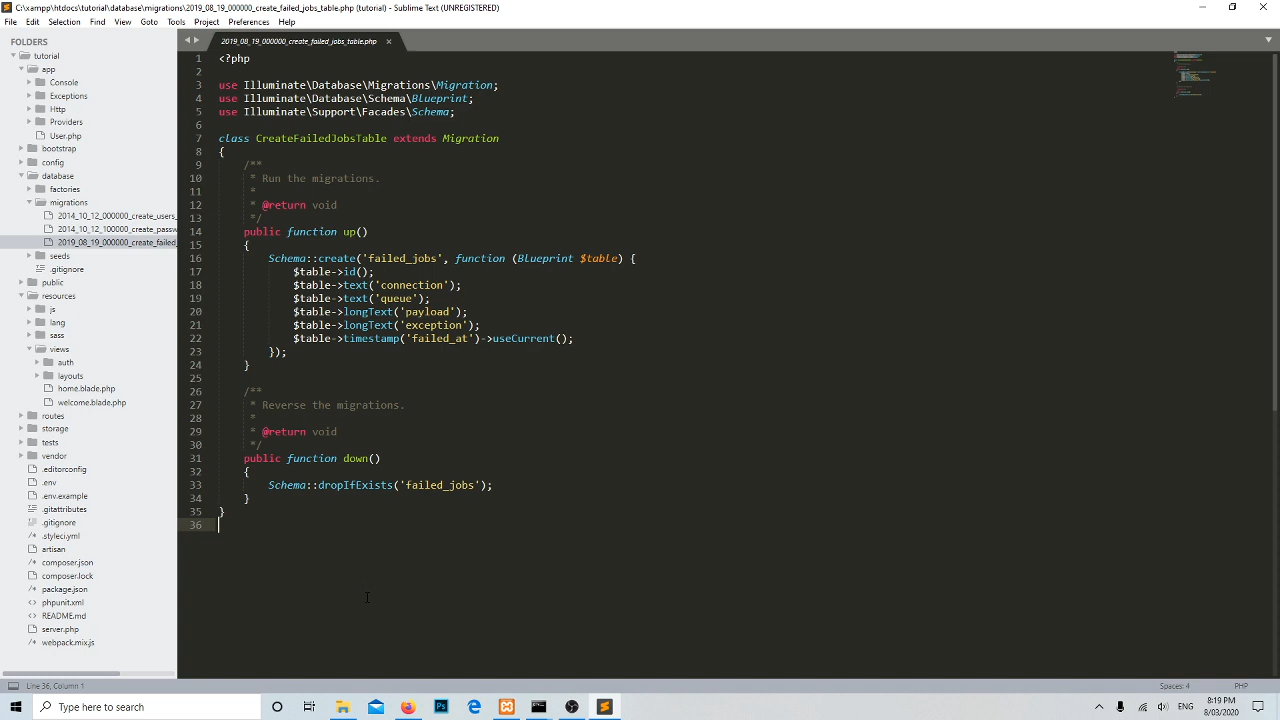 C:\xampp\htdocs\tutorial\database\migrations\2019_08_19_000000_create_failed_jobs_table.php (tutorial) - Sublime Text (UNREGISTERED)
File Edit Selection Find View Goto Tools Project Preferences Help
FOLDERS
tutorial
app
Console
Exceptions
Http
Providers
User.php
bootstrap
config
database
factories
migrations
2014_10_12_000000_create_users_
2014_10_12_100000_create_passw
2019_08_19_000000_create_failed
seeds
.gitignore
public
resources
js
lang
sass
views
auth
layouts
home.blade.php
welcome.blade.php
routes
storage
tests
vendor
.editorconfig
.env
.env.example
.gitattributes
.gitignore
.styleci.yml
artisan
composer.json
composer.lock
package.json
phpunit.xml
README.md
server.php
webpack.mix.js
2019_08_19_000000_create_failed_jobs_table.php ×
1 <?php
2
3 use Illuminate\Database\Migrations\Migration;
4 use Illuminate\Database\Schema\Blueprint;
5 use Illuminate\Support\Facades\Schema;
6
7 class CreateFailedJobsTable extends Migration
8 {
9 /**
10 * Run the migrations.
11 *
12 * @return void
13 */
14 public function up()
15 {
16 Schema::create('failed_jobs', function (Blueprint $table) {
17 $table->id();
18 $table->text('connection');
19 $table->text('queue');
20 $table->longText('payload');
21 $table->longText('exception');
22 $table->timestamp('failed_at')->useCurrent();
23 });
24 }
25
26 /**
27 * Reverse the migrations.
28 *
29 * @return void
30 */
31 public function down()
32 {
33 Schema::dropIfExists('failed_jobs');
34 }
35 }
36
Line 36, Column 1 Spaces: 4 PHP
Type here to search ENG 8:19 PM
8/03/2020